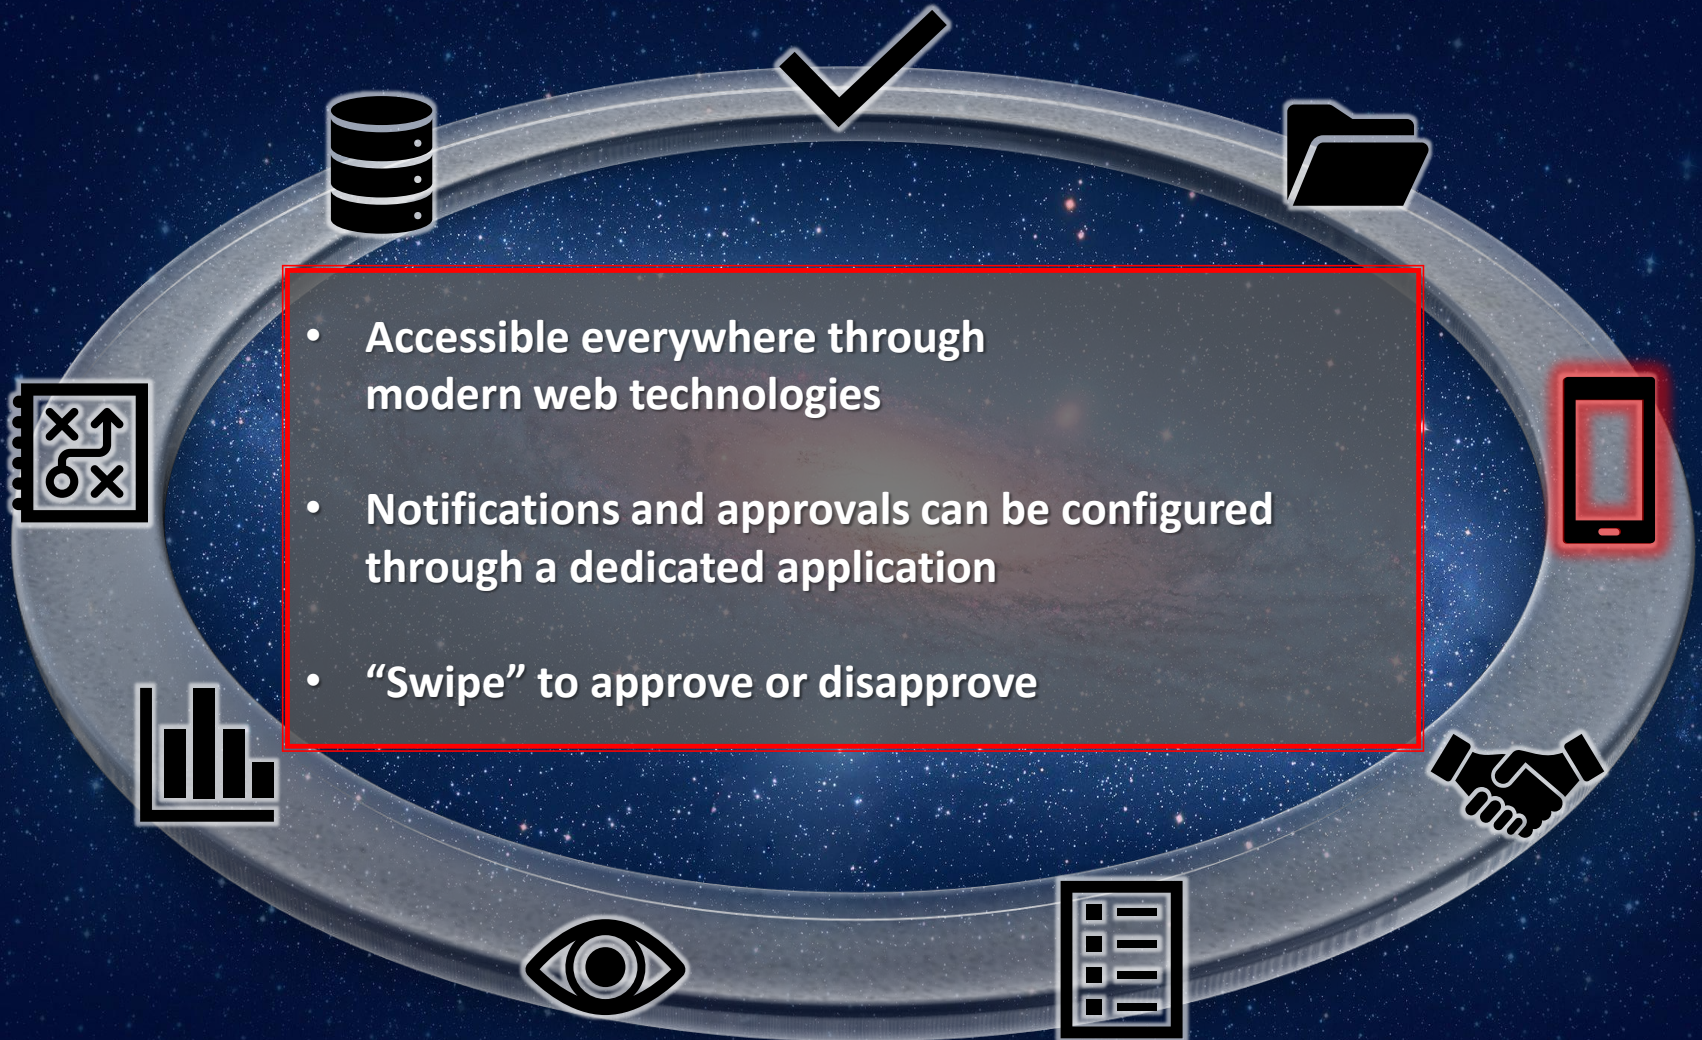 • Accessible everywhere through
modern web technologies
• Notifications and approvals can be configured
through a dedicated application
• “Swipe” to approve or disapprove